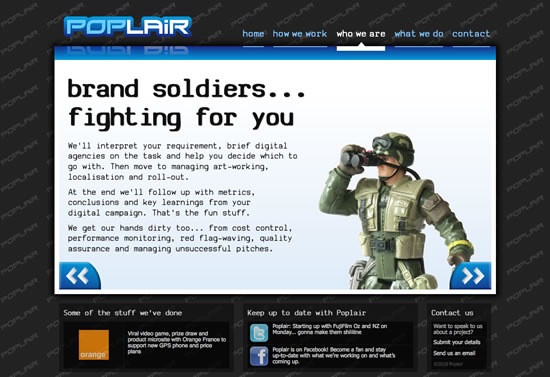 POPLAIR
home how we work who we are what we do contact
brand soldiers...
fighting for you
We'll interpret your requirement, brief digital
agencies on the task and help you decide which to
go with. Then move to managing art-working,
localisation and roll-out.
At the end we'll follow up with metrics,
conclusions and key learnings from your
digital campaign. That's the fun stuff.
We get our hands dirty too... from cost control,
performance monitoring, red flag-waving, quality
assurance and managing unsuccessful pitches.
Some of the stuff we've done
orange
Viral video game, prize draw and
product microsite with Orange France to
support new GPS phone and price
plans
Keep up to date with Poplair
Poplair: Starting up with FujiFilm Oz and NZ on
Monday... gonna make them shiiiiine
Poplair is on Facebook! Become a fan and stay
up-to-date with what we're working on and what's
coming up.
Contact us
Want to speak to us
about a project?
Submit your details
Send us an email
©2010 Poplair